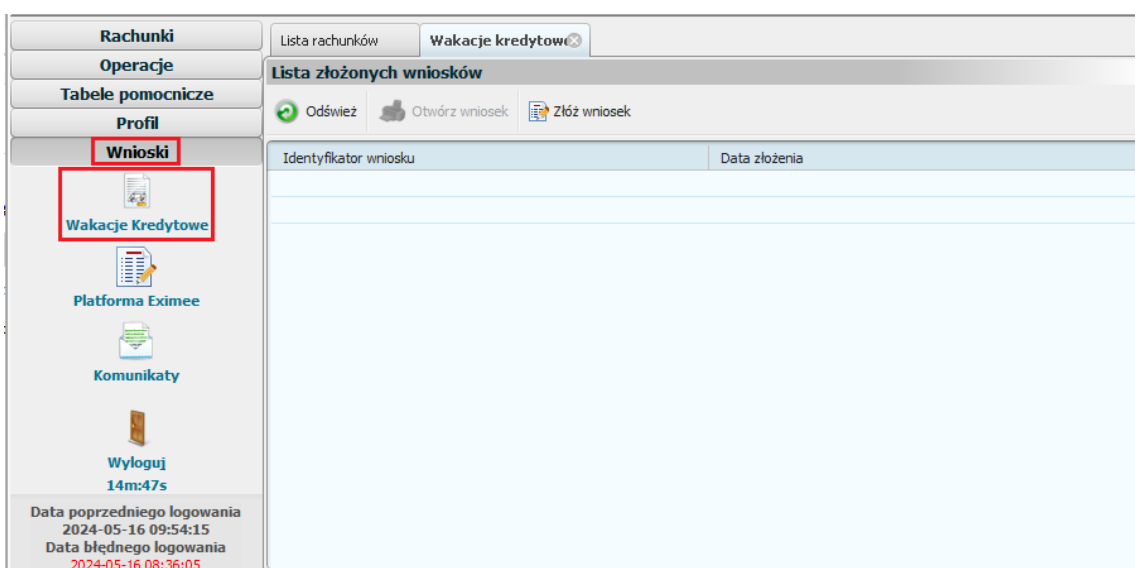 Rachunki
Operacje
Tabele pomocnicze
Profil
Wnioski
Wakacje Kredytowe
Platforma Eximee
Komunikaty
Wyloguj
14m:47s
Data poprzedniego logowania
2024-05-16 09:54:15
Data błędnego logowania
2024-05-16 08:36:05
Lista rachunków Wakacje kredytowe
Lista złożonych wniosków
Odśwież Otwórz wniosek Złóż wniosek
Identyfikator wniosku Data złożenia